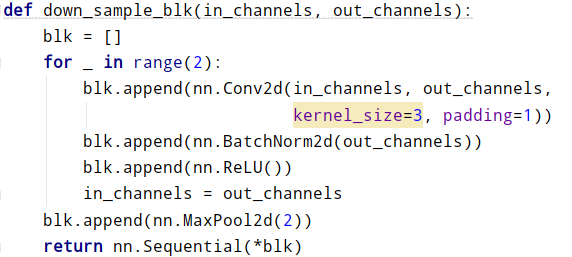 def down_sample_blk(in_channels, out_channels):
    blk = []
    for _ in range(2):
        blk.append(nn.Conv2d(in_channels, out_channels,
                             kernel_size=3, padding=1))
        blk.append(nn.BatchNorm2d(out_channels))
        blk.append(nn.ReLU())
        in_channels = out_channels
    blk.append(nn.MaxPool2d(2))
    return nn.Sequential(*blk)